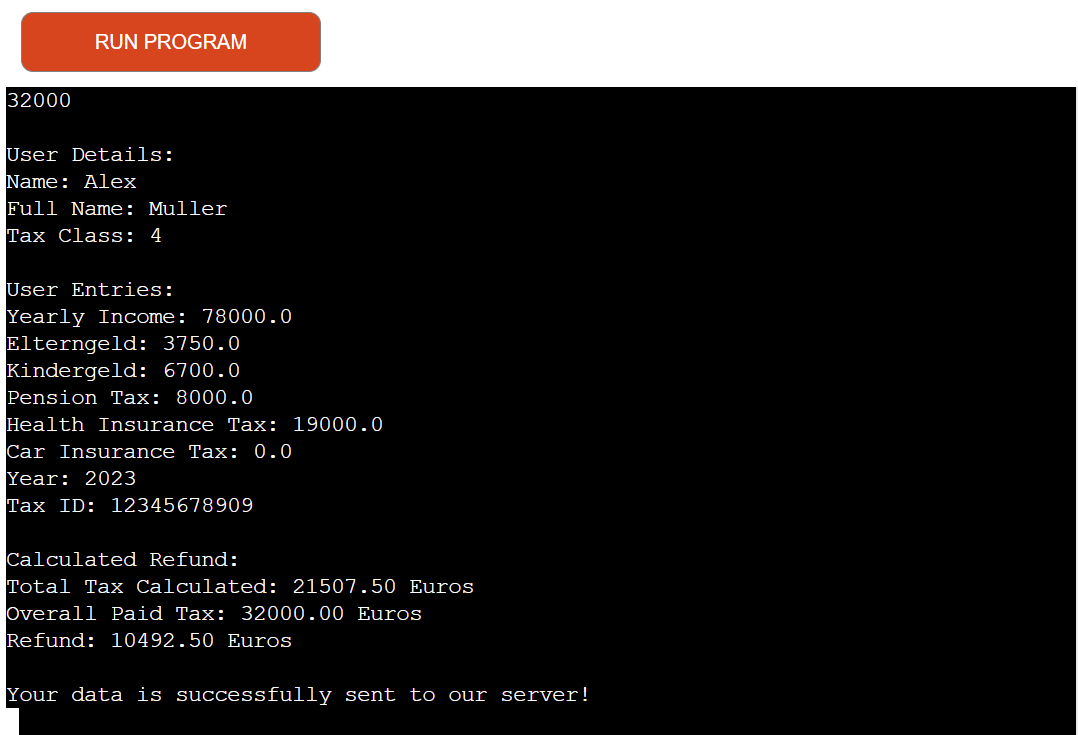 RUN PROGRAM
32000
User Details:
Name: Alex
Full Name: Muller
Tax Class: 4
User Entries:
Yearly Income: 78000.0
Elterngeld: 3750.0
Kindergeld: 6700.0
Pension Tax: 8000.0
Health Insurance Tax: 19000.0
Car Insurance Tax: 0.0
Year: 2023
Tax ID: 12345678909
Calculated Refund:
Total Tax Calculated: 21507.50 Euros
Overall Paid Tax: 32000.00 Euros
Refund: 10492.50 Euros
Your data is successfully sent to our server!